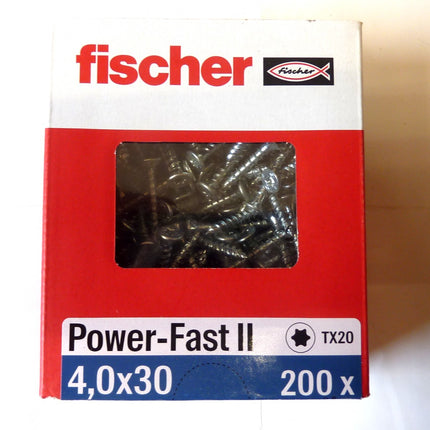 fischer
fischer
Power-Fast II
TX20
4,0x30
200 x